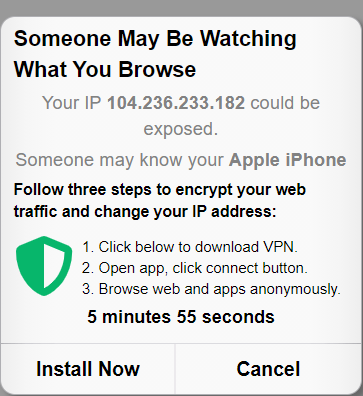 Someone May Be Watching
What You Browse
Your IP 104.236.233.182 could be
exposed.
Someone may know your Apple iPhone
Follow three steps to encrypt your web
traffic and change your IP address:
1. Click below to download VPN.
2. Open app, click connect button.
3. Browse web and apps anonymously.
5 minutes 55 seconds
Install Now
Cancel